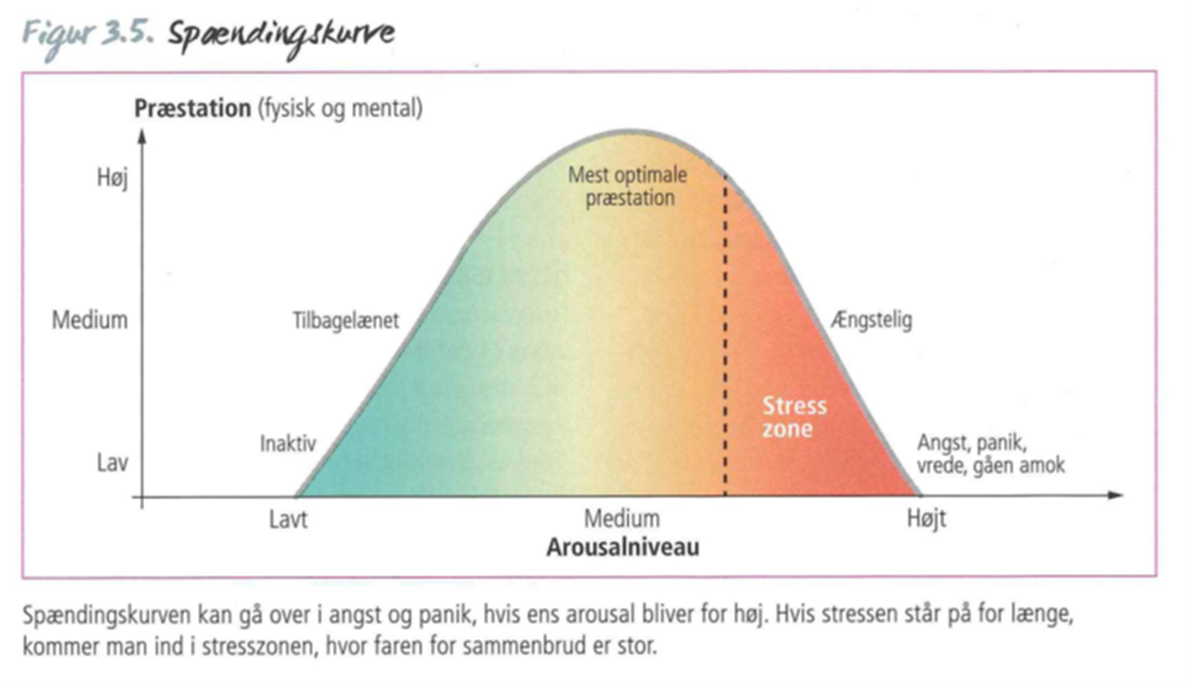 Figur 3.5. Spændingskurve
Præstation (fysisk og mental)
Høj
Mest optimale
præstation
Medium
Tilbagelænet
Ængstelig
Stress
zone
Inaktiv
Angst, panik,
vrede, gåen amok
Lav
Lavt
Medium
Højt
Arousalniveau
Spændingskurven kan gå over i angst og panik, hvis ens arousal bliver for høj. Hvis stressen står på for længe,
kommer man ind i stresszonen, hvor faren for sammenbrud er stor.